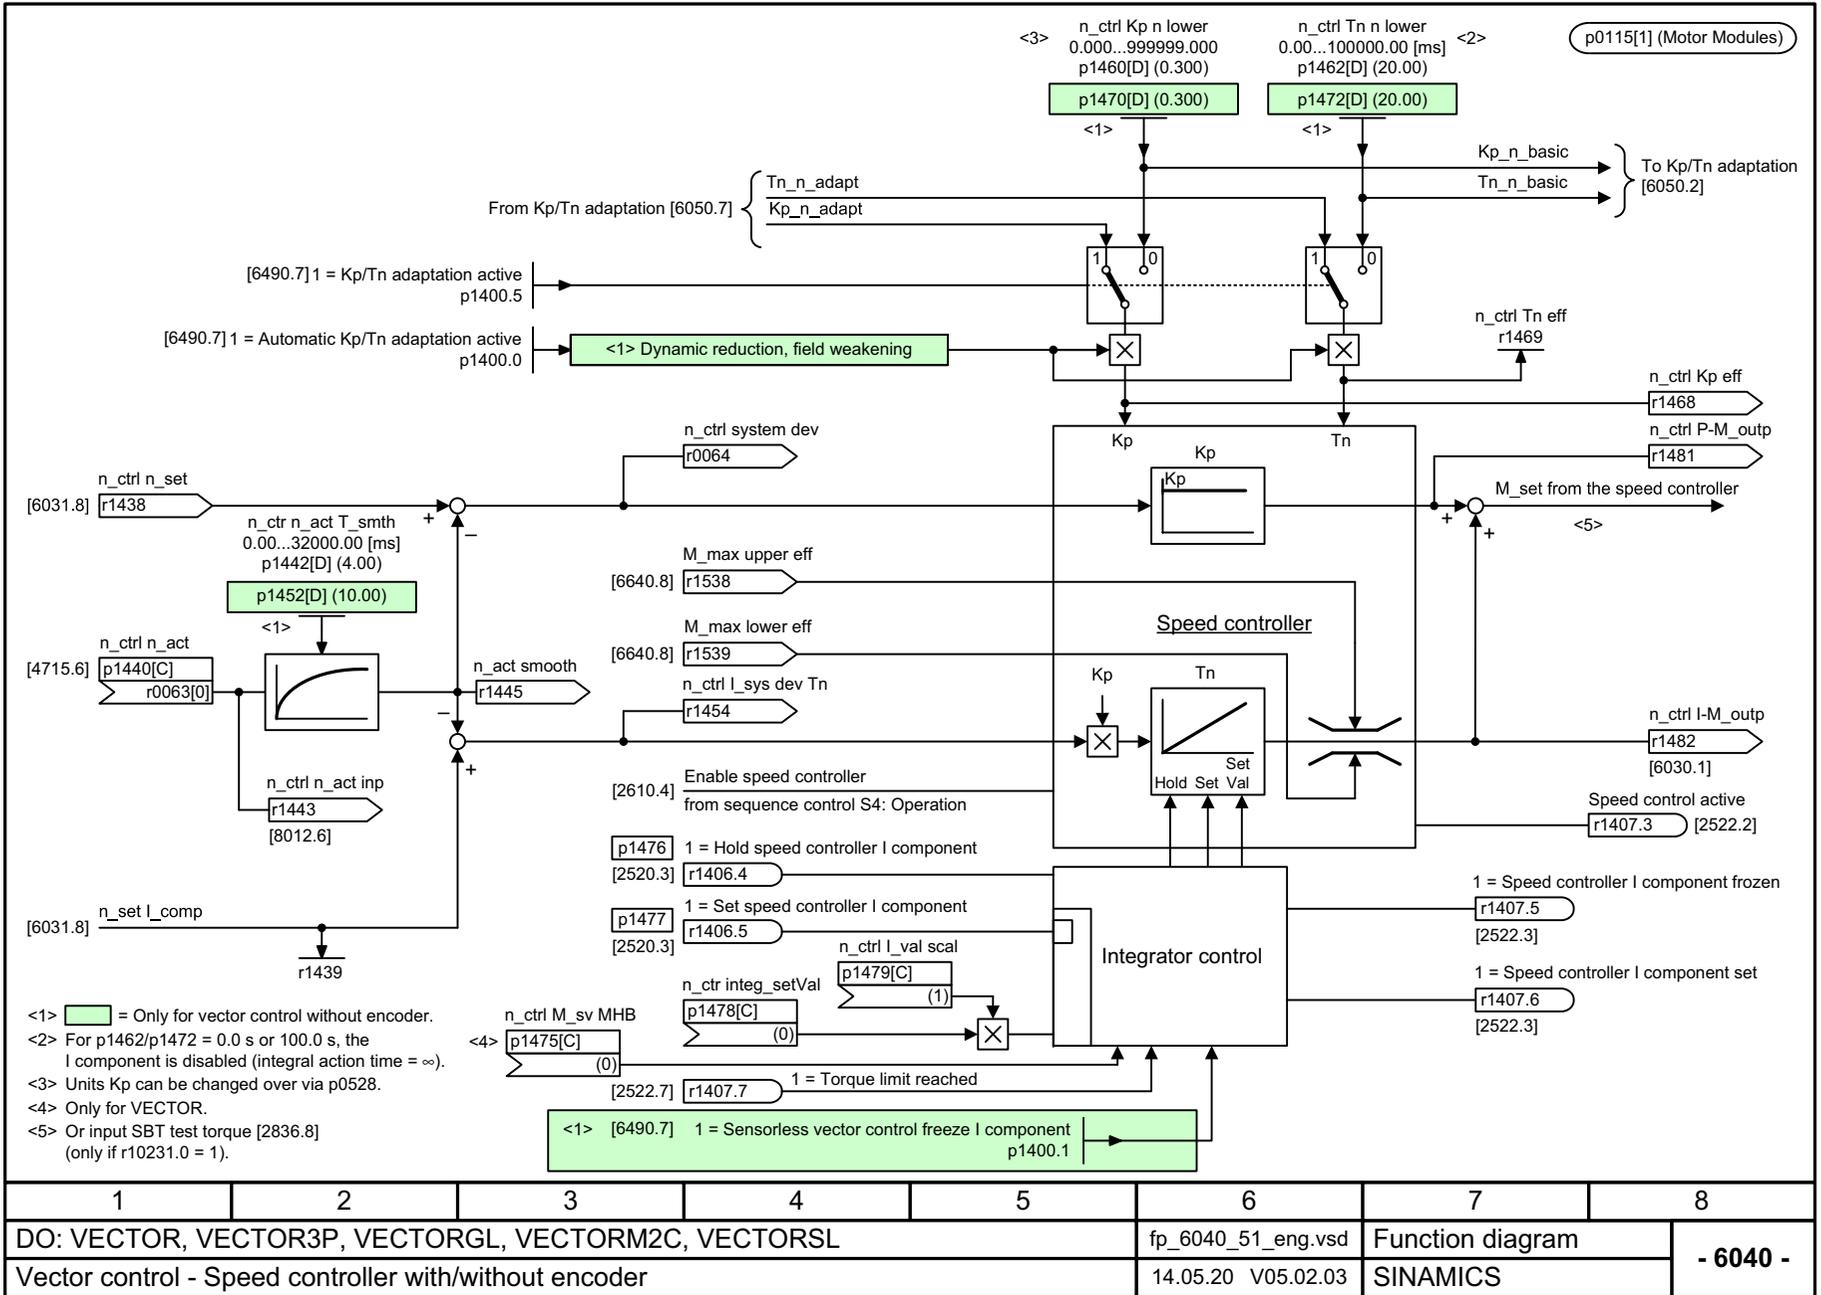 n_ctrl Kp n lower
<3>
0.000...999999.000
p1460[D] (0.300)
p1470[D] (0.300)
<1>
n_ctrl Tn n lower
<2>
0.00...100000.00 [ms]
p1462[D] (20.00)
p1472[D] (20.00)
<1>
p0115[1] (Motor Modules)
Kp_n_basic
Tn_n_basic
To Kp/Tn adaptation
[6050.2]
Tn_n_adapt
From Kp/Tn adaptation [6050.7]
Kp_n_adapt
1 0
1 0
[6490.7] 1 = Kp/Tn adaptation active
p1400.5
[6490.7] 1 = Automatic Kp/Tn adaptation active
p1400.0
<1> Dynamic reduction, field weakening
n_ctrl Tn eff
r1469
n_ctrl Kp eff
r1468
n_ctrl P-M_outp
r1481
n_ctrl system dev
r0064
Kp
Tn
Kp
Kp
n_ctrl n_set
[6031.8] r1438
+
–
M_set from the speed controller
<5>
+
+
n_ctr n_act T_smth
0.00...32000.00 [ms]
p1442[D] (4.00)
p1452[D] (10.00)
<1>
M_max upper eff
[6640.8] r1538
M_max lower eff
[6640.8] r1539
Speed controller
n_ctrl n_act
[4715.6] p1440[C]
r0063[0]
n_act smooth
r1445
–
+
n_ctrl I_sys dev Tn
r1454
Kp
Tn
Set
Hold Set Val
n_ctrl I-M_outp
r1482
[6030.1]
n_ctrl n_act inp
r1443
[8012.6]
Enable speed controller
[2610.4]
from sequence control S4: Operation
Speed control active
r1407.3 [2522.2]
p1476 1 = Hold speed controller I component
[2520.3] r1406.4
p1477 1 = Set speed controller I component
[2520.3] r1406.5
1 = Speed controller I component frozen
r1407.5
[2522.3]
1 = Speed controller I component set
r1407.6
[2522.3]
Integrator control
n_set I_comp
[6031.8]
r1439
n_ctrl I_val scal
p1479[C]
(1)
n_ctr integ_setVal
p1478[C]
(0)
n_ctrl M_sv MHB
<4> p1475[C]
(0)
1 = Torque limit reached
[2522.7] r1407.7
<1> [6490.7] 1 = Sensorless vector control freeze I component
p1400.1
<1> = Only for vector control without encoder.
<2> For p1462/p1472 = 0.0 s or 100.0 s, the
I component is disabled (integral action time = ∞).
<3> Units Kp can be changed over via p0528.
<4> Only for VECTOR.
<5> Or input SBT test torque [2836.8]
(only if r10231.0 = 1).
1 2 3 4 5 6 7 8
DO: VECTOR, VECTOR3P, VECTORGL, VECTORM2C, VECTORSL
fp_6040_51_eng.vsd
Function diagram
- 6040 -
Vector control - Speed controller with/without encoder
14.05.20 V05.02.03
SINAMICS